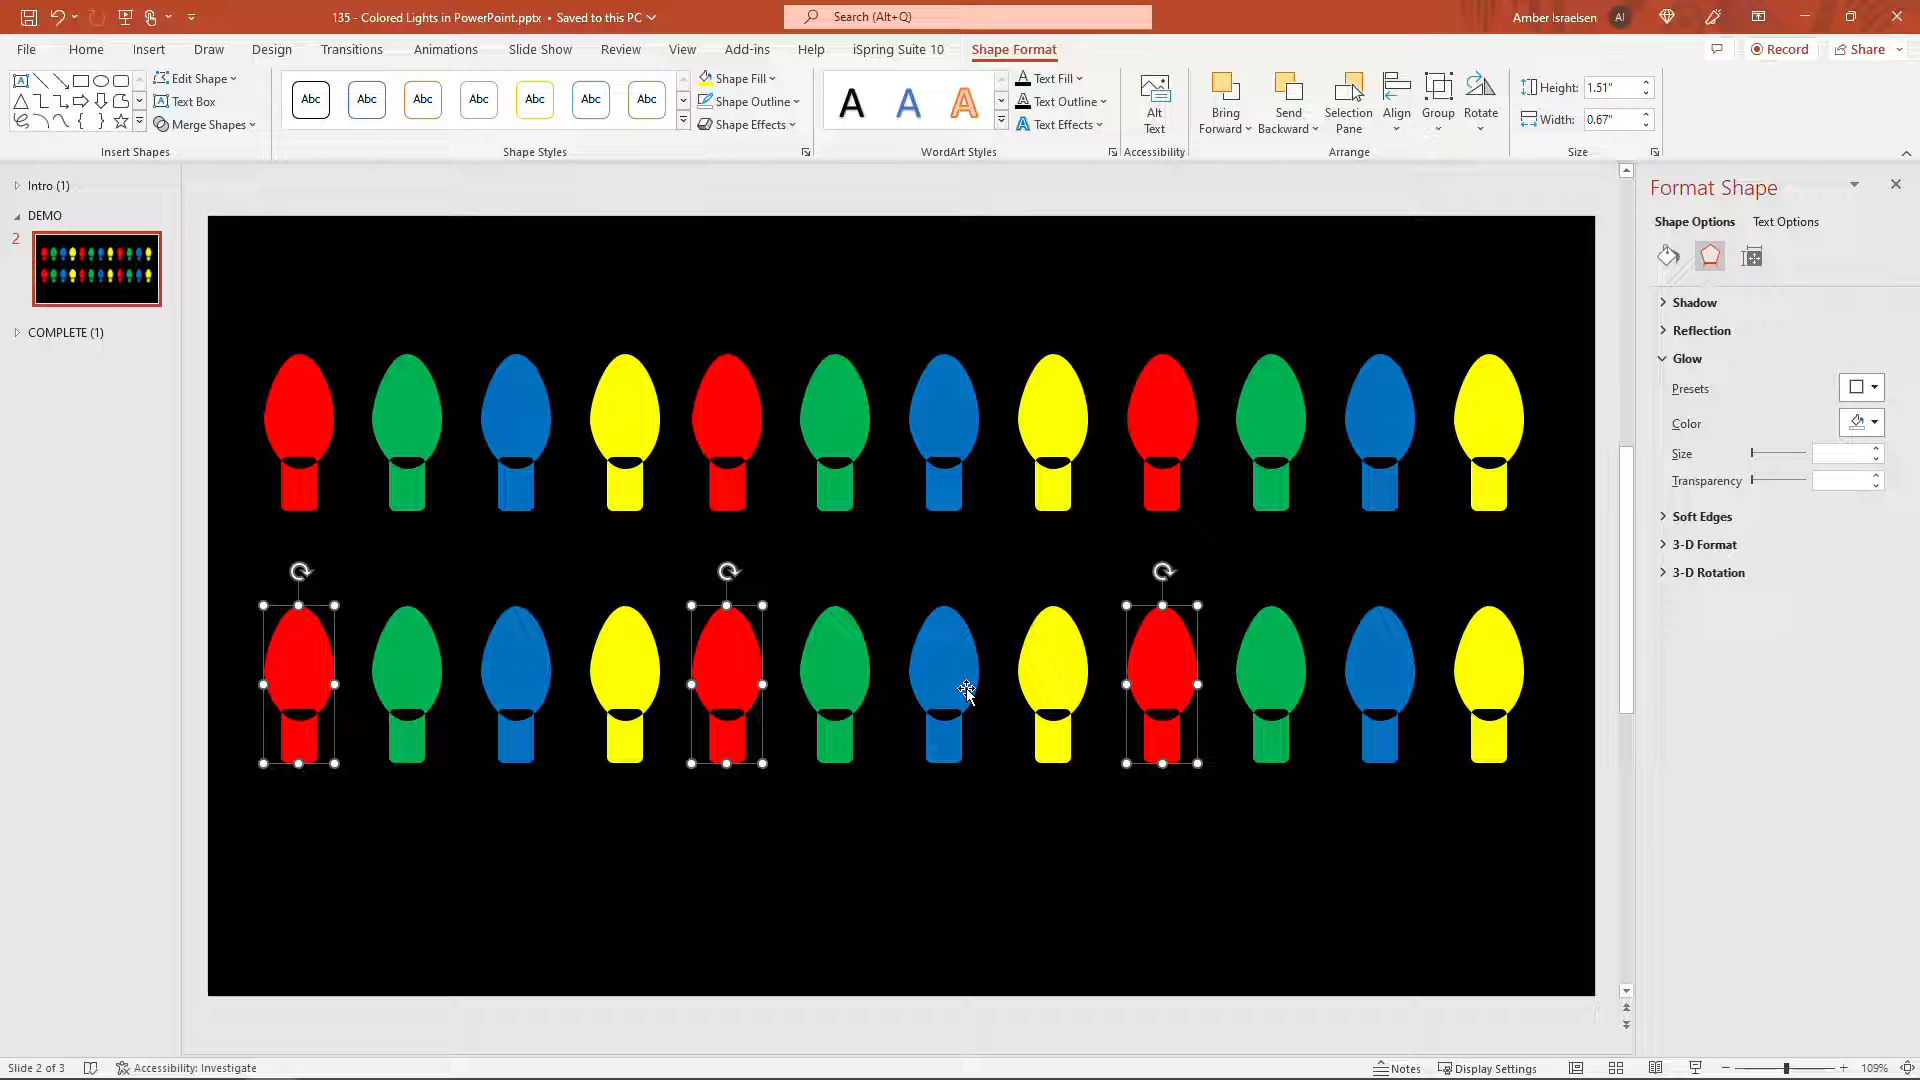 135 - Colored Lights in PowerPoint.pptx • Saved to this PC
Search (Alt+Q)
Amber Israelsen
AI
File Home Insert Draw Design Transitions Animations Slide Show Review View Add-ins Help iSpring Suite 10 Shape Format
Record
Share
Edit Shape
Text Box
Merge Shapes
Insert Shapes
Abc Abc Abc Abc Abc Abc Abc
Shape Fill
Shape Outline
Shape Effects
Shape Styles
A A A
Text Fill
Text Outline
Text Effects
WordArt Styles
Alt
Text
Accessibility
Bring
Forward
Send
Backward
Selection
Pane
Align
Group
Rotate
Arrange
Height: 1.51"
Width: 0.67"
Size
Intro (1)
DEMO
2
COMPLETE (1)
Format Shape
Shape Options Text Options
Shadow
Reflection
Glow
Presets
Color
Size
Transparency
Soft Edges
3-D Format
3-D Rotation
Slide 2 of 3
Accessibility: Investigate
Notes
Display Settings
109%